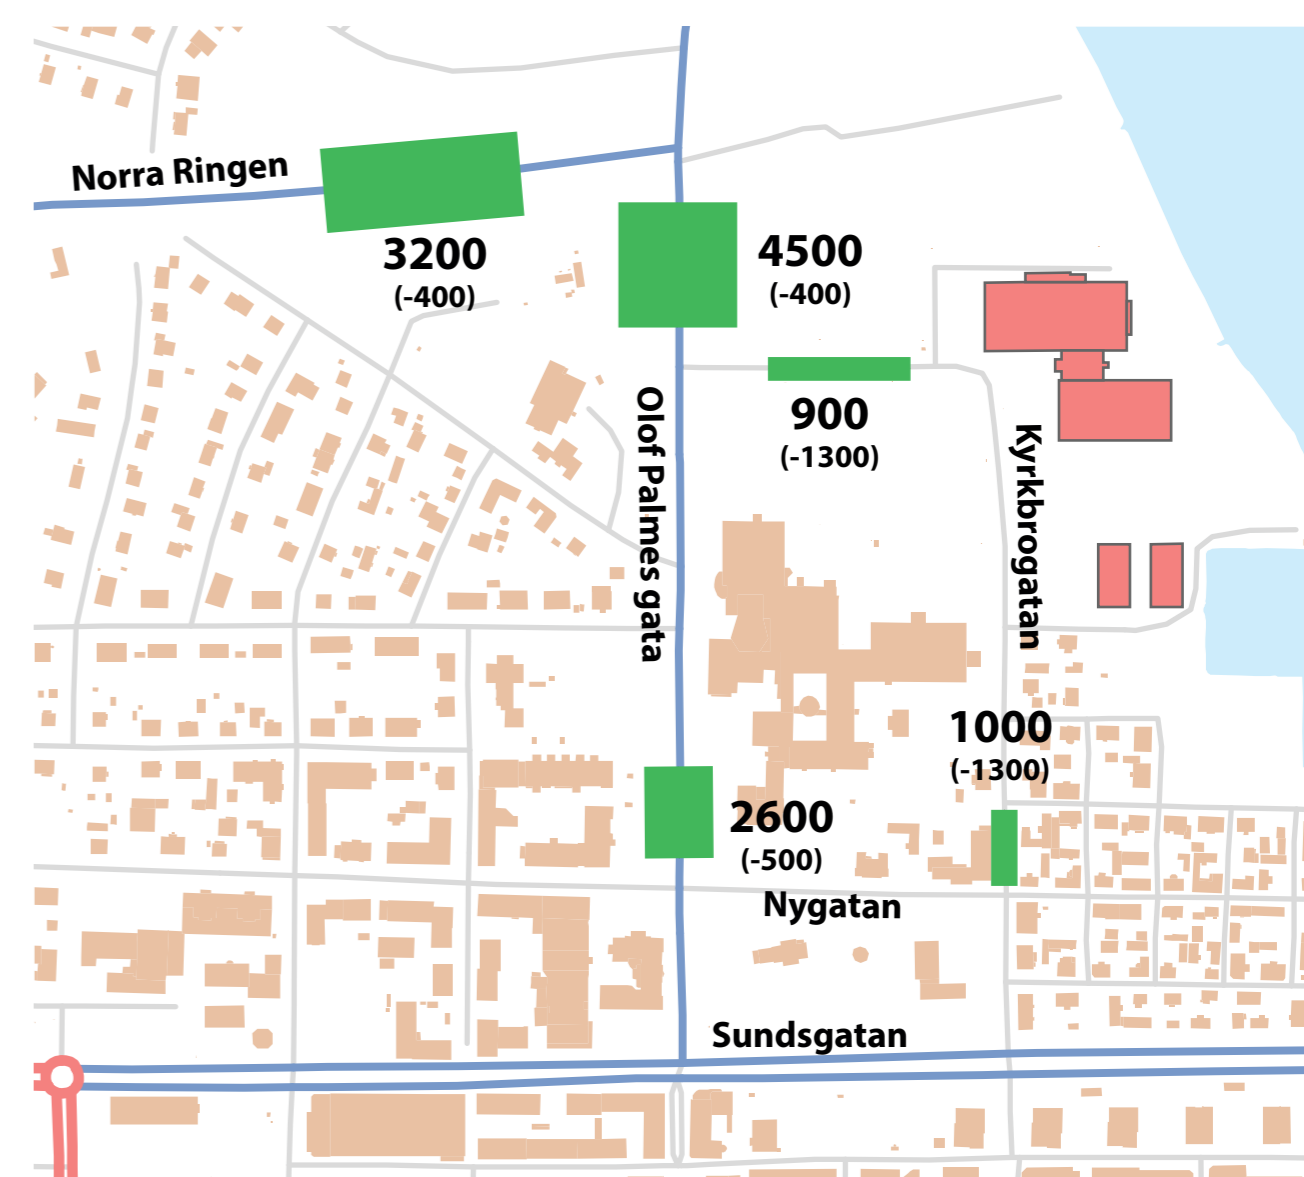 Norra Ringen
3200
(-400)
4500
(-400)
900
(-1300)
Olof Palmes gata
Kyrkbrogatan
1000
(-1300)
2600
(-500)
Nygatan
Sundsgatan